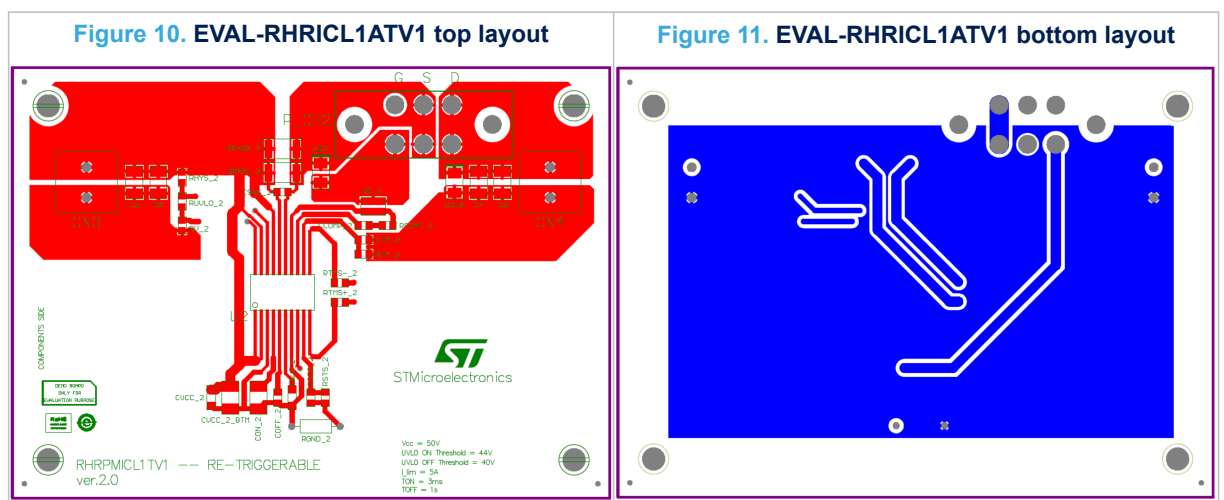 Figure 10. EVAL-RHRICL1ATV1 top layout
Figure 11. EVAL-RHRICL1ATV1 bottom layout
G S D
RHYS_2
RUVLO_2
RTMS-_2
RTMS+_2
COMPONENTS SIDE
STMicroelectronics
DEMO BOARD
ONLY FOR
EVALUATION PURPOSE
RoHS
CVCC_2
CVCC_2_BTM
CON_2
COFF_2
RSTS_2
RGND_2
RHRPMICL1TV1 -- RE-TRIGGERABLE
ver.2.0
Vcc = 50V
UVLO ON Threshold = 44V
UVLO OFF Threshold = 40V
I_lim = 5A
TON = 3ms
TOFF = 1s